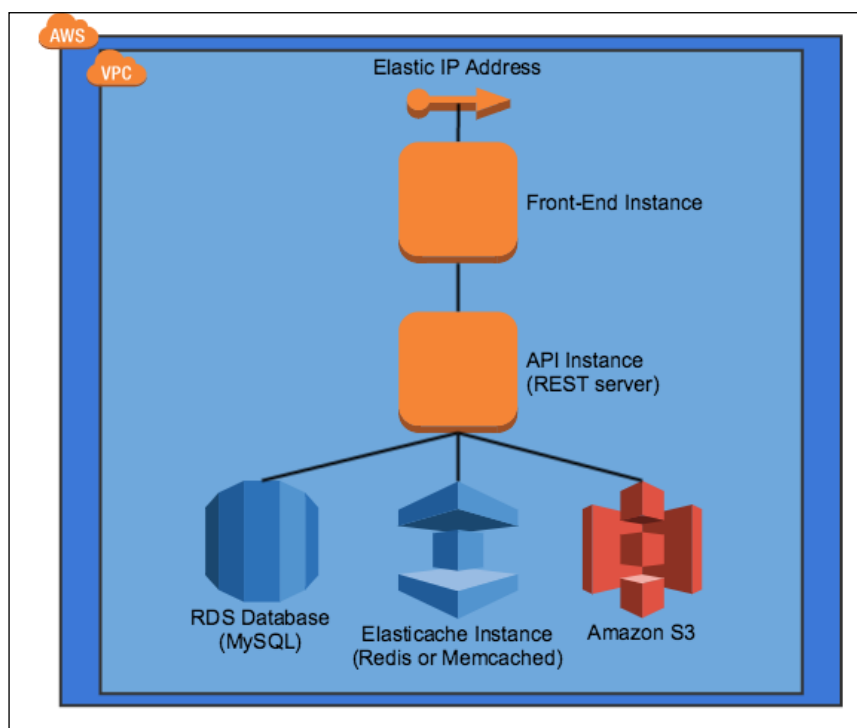 AWS
VPC
Elastic IP Address
Front-End Instance
API Instance
(REST server)
RDS Database
(MySQL)
Elasticache Instance
(Redis or Memcached)
Amazon S3